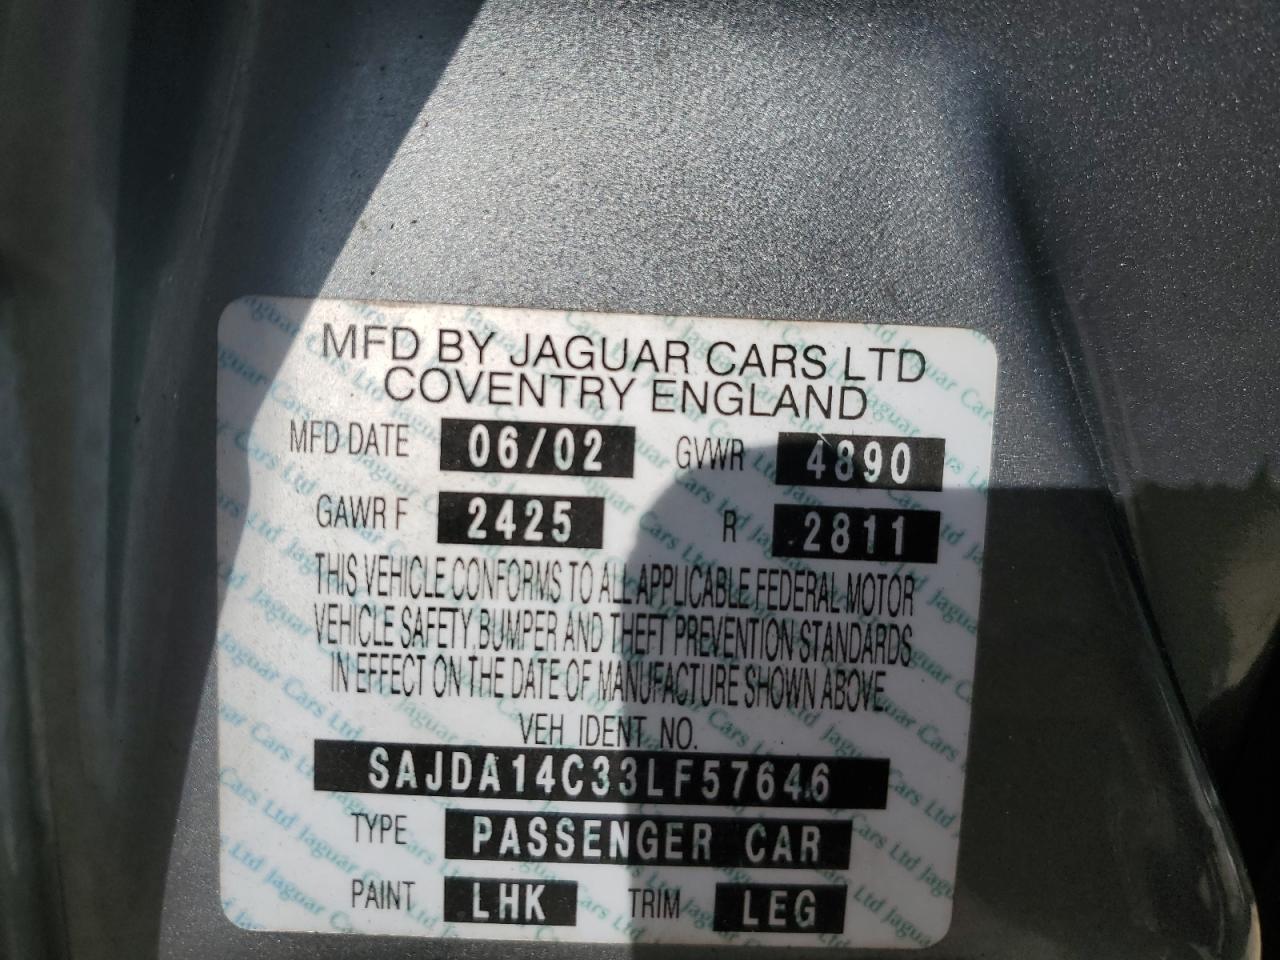 MFD BY JAGUAR CARS LTD
COVENTRY ENGLAND
MFD DATE 06/02 GVWR 4890
GAWR F 2425 R 2811
THIS VEHICLE CONFORMS TO ALL APPLICABLE FEDERAL MOTOR
VEHICLE SAFETY, BUMPER AND THEFT PREVENTION STANDARDS
IN EFFECT ON THE DATE OF MANUFACTURE SHOWN ABOVE
VEH IDENT NO.
SAJDA14C33LF57646
TYPE PASSENGER CAR
PAINT LHK TRIM LEG